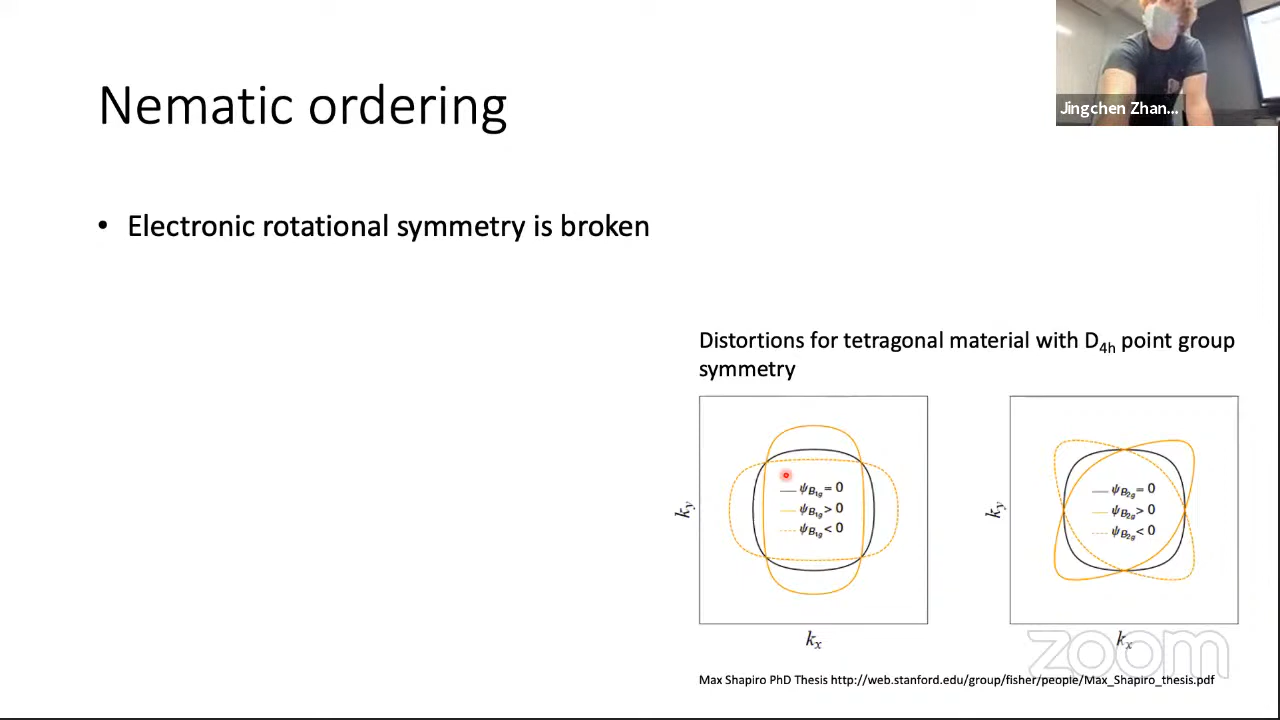 Nematic ordering
Jingchen Zhan...
• Electronic rotational symmetry is broken
Distortions for tetragonal material with D4h point group
symmetry
ψB1g = 0
ψB1g > 0
ψB1g < 0
ky
kx
ψB2g = 0
ψB2g > 0
ψB2g < 0
ky
kx
zoom
Max Shapiro PhD Thesis http://web.stanford.edu/group/fisher/people/Max_Shapiro_thesis.pdf